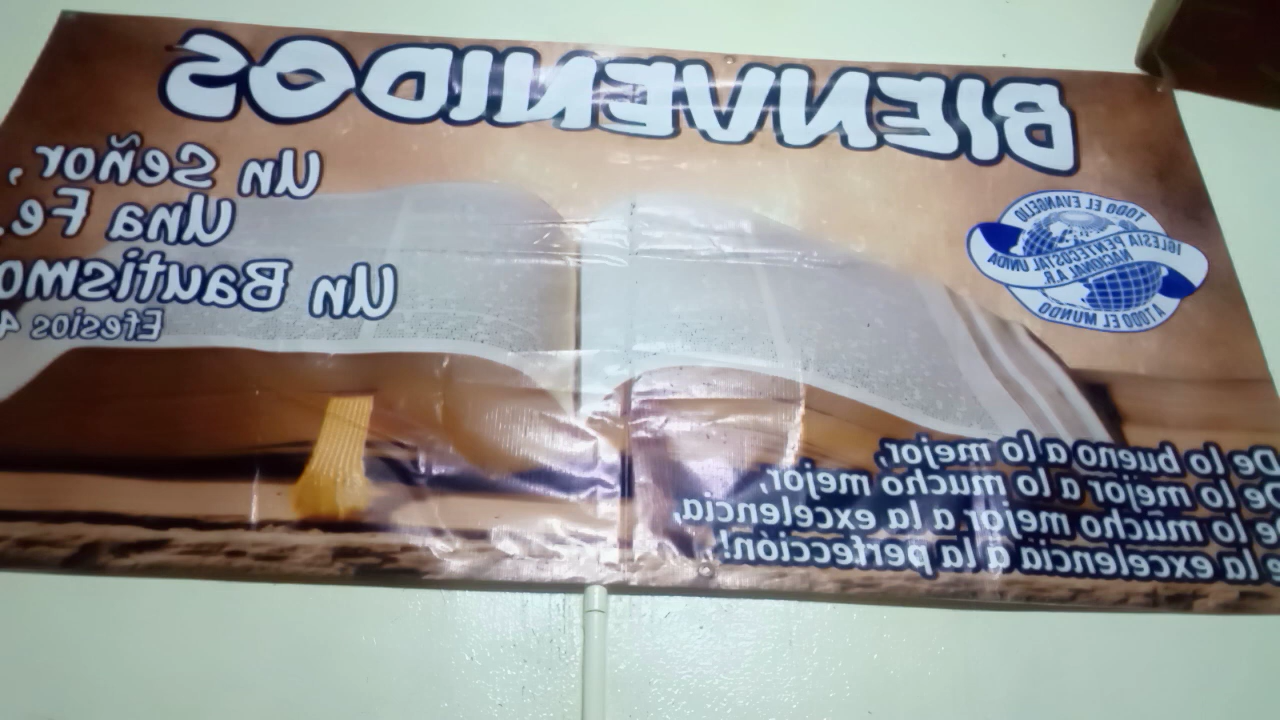 BIENVENIDOS
Un Señor,
Una Fe.
Un Bautismo
Efesios 4
TODO EL EVANGELIO
IGLESIA PENTECOSTAL UNIDA
NACIONAL A.R.
A TODO EL MUNDO
De lo bueno a lo mejor,
De lo mejor a lo mucho mejor,
de lo mucho mejor a la excelencia,
de la excelencia a la perfección!.